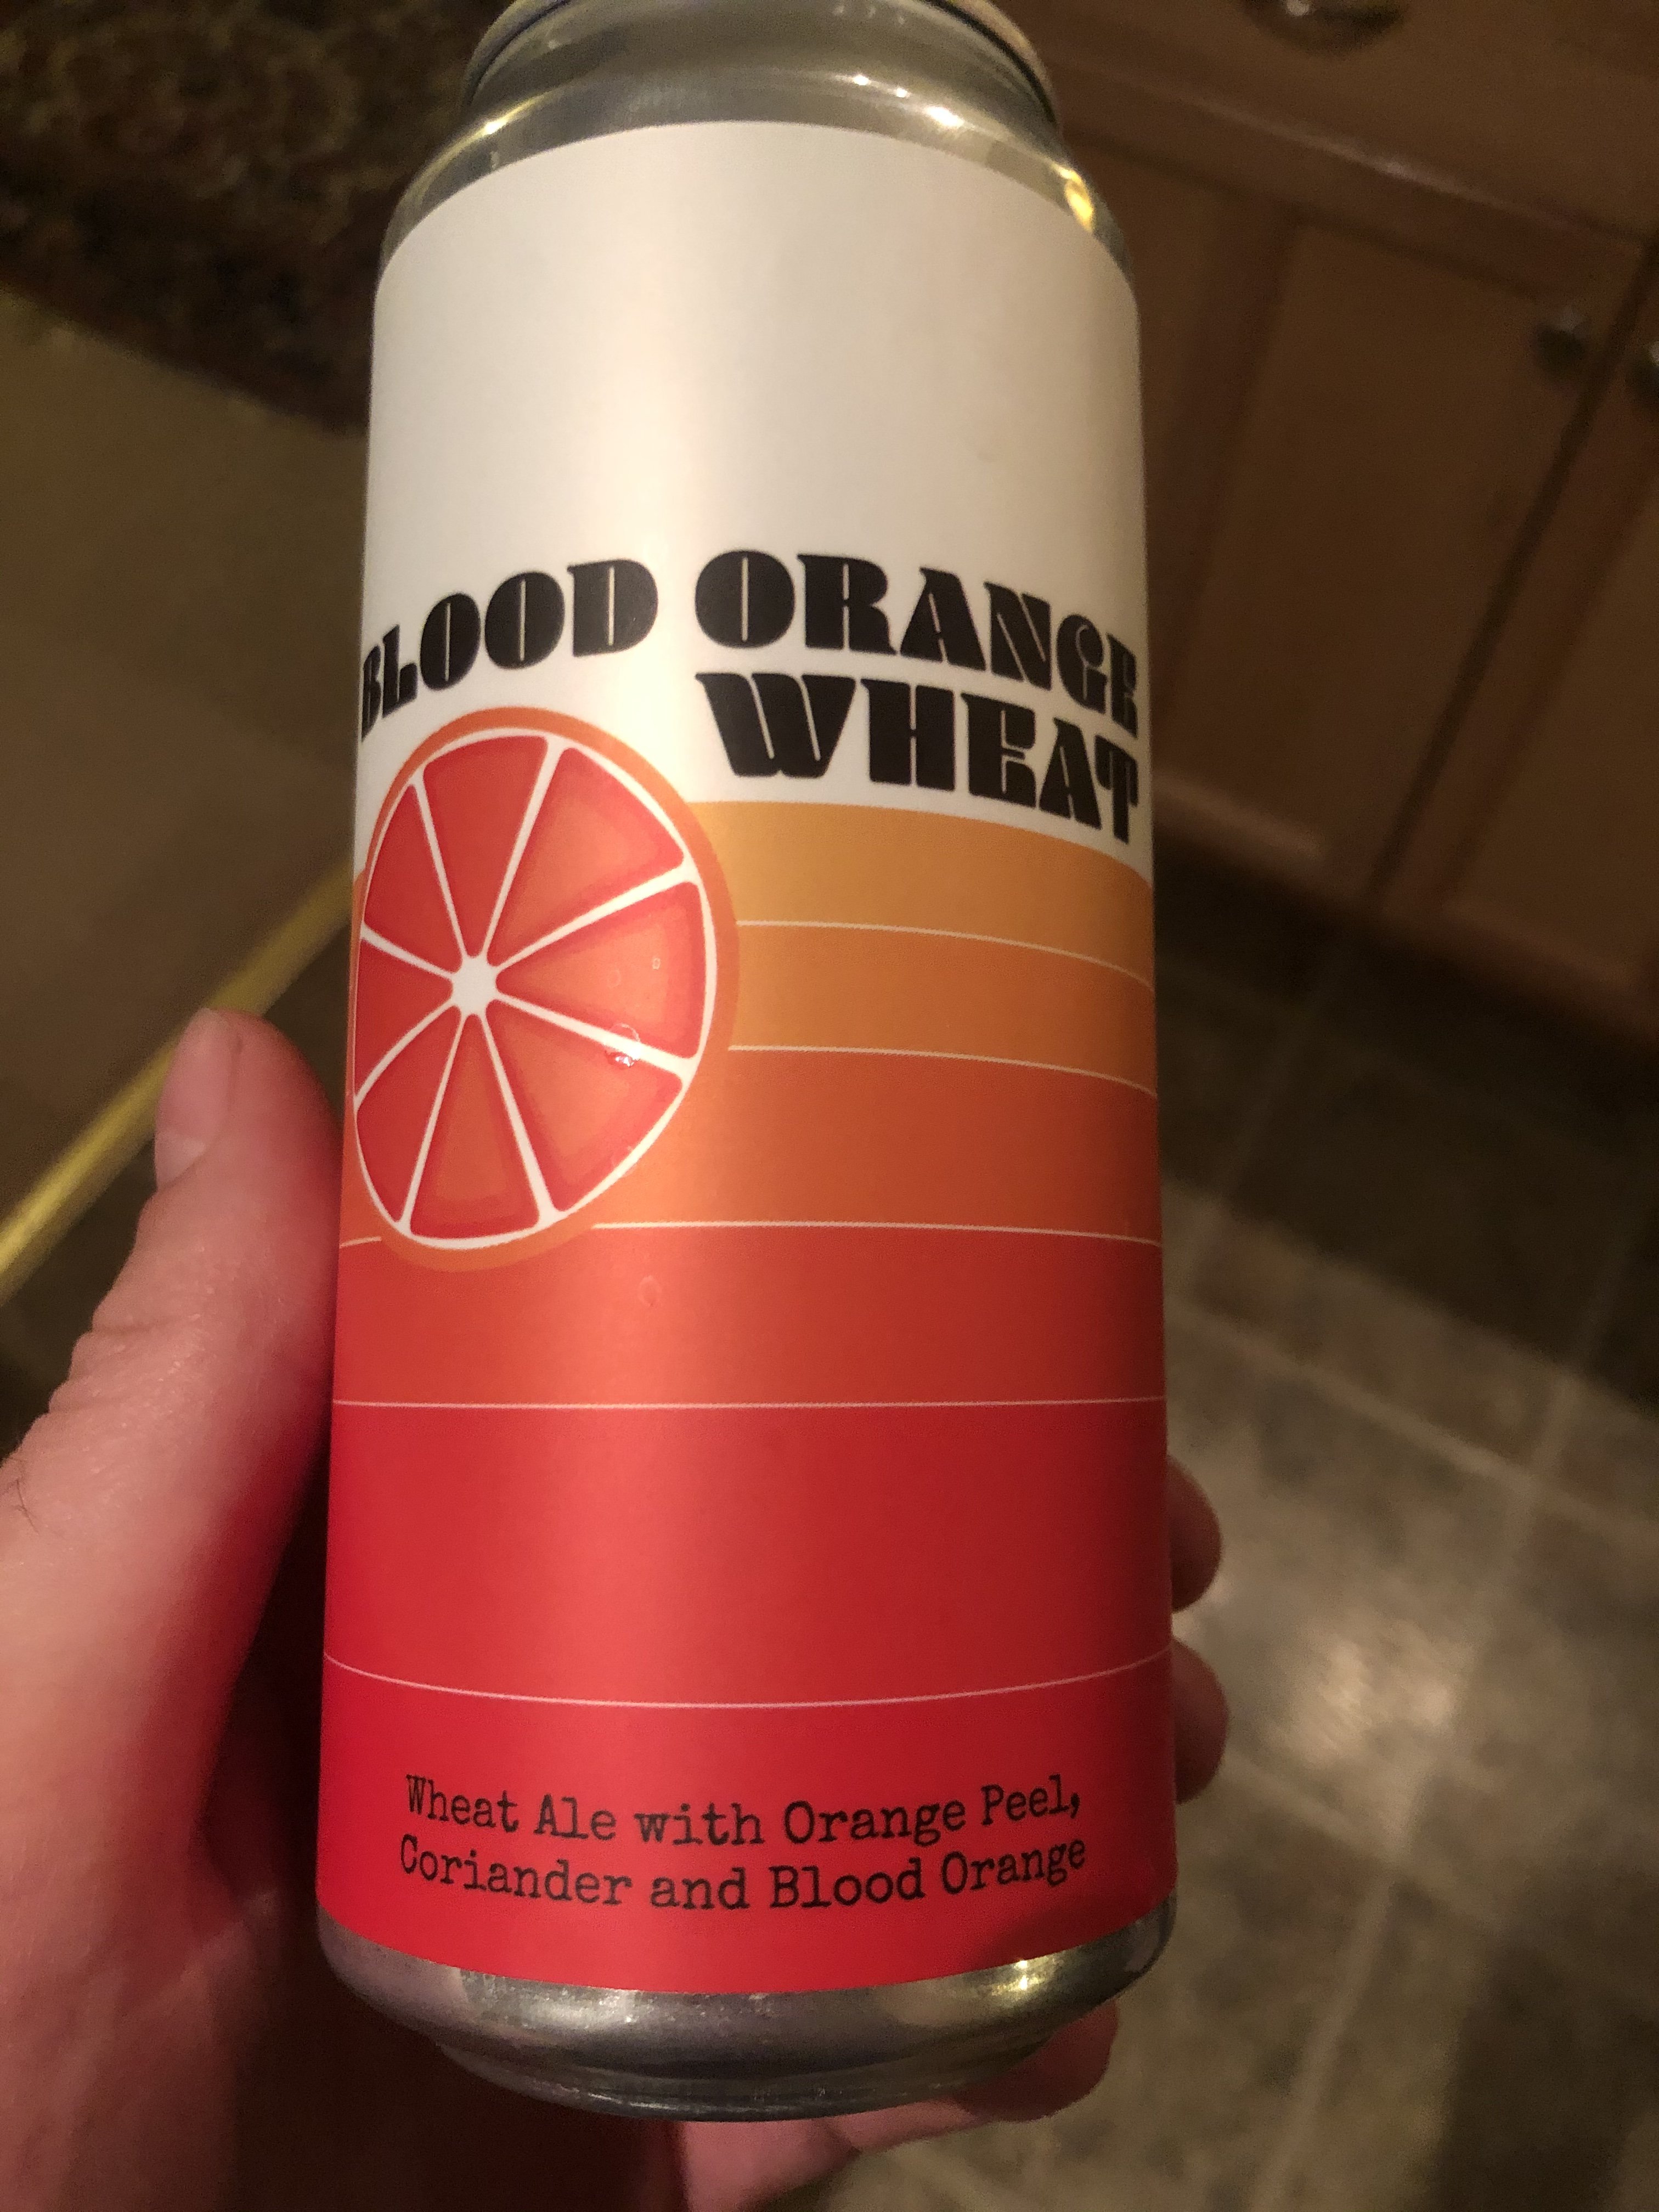 BLOOD ORANGE
WHEAT
Wheat Ale with Orange Peel,
Coriander and Blood Orange